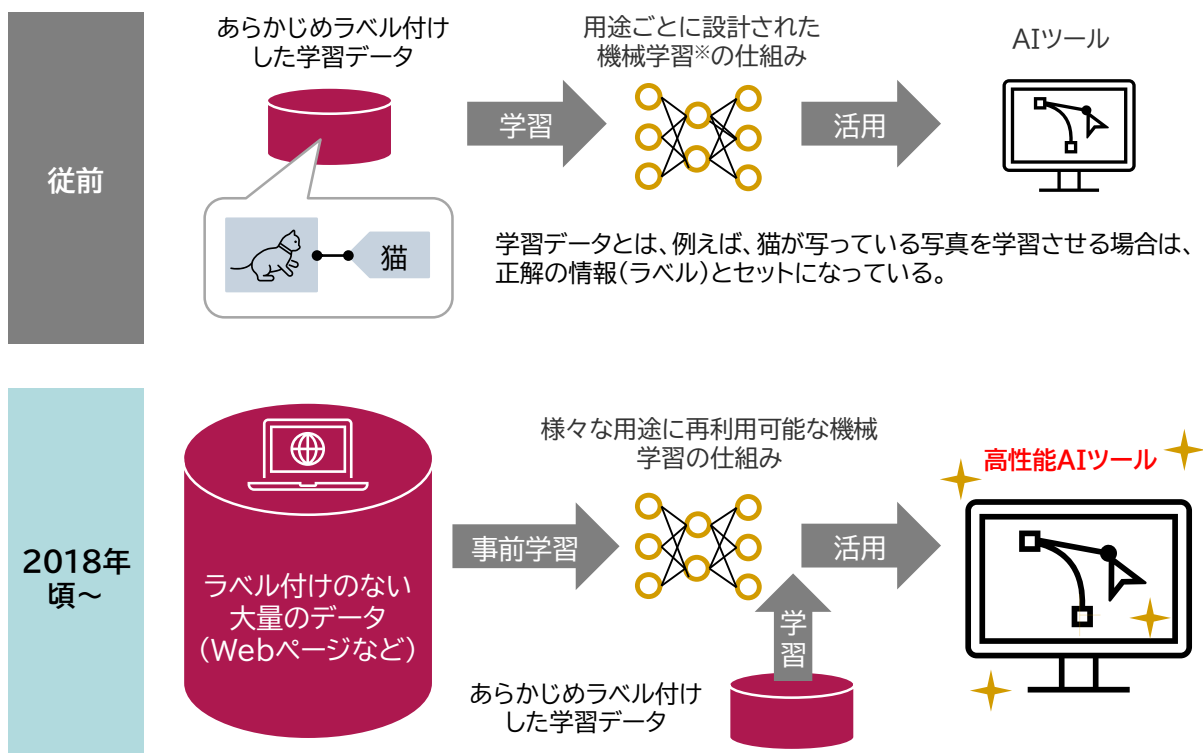 あらかじめラベル付け
した学習データ
用途ごとに設計された
機械学習※の仕組み
AIツール
学習
活用
従前
猫
学習データとは、例えば、猫が写っている写真を学習させる場合は、
正解の情報(ラベル)とセットになっている。
様々な用途に再利用可能な機械
学習の仕組み
高性能AIツール
事前学習
活用
2018年
頃~
ラベル付けのない
大量のデータ
(Webページなど)
学
習
あらかじめラベル付け
した学習データ